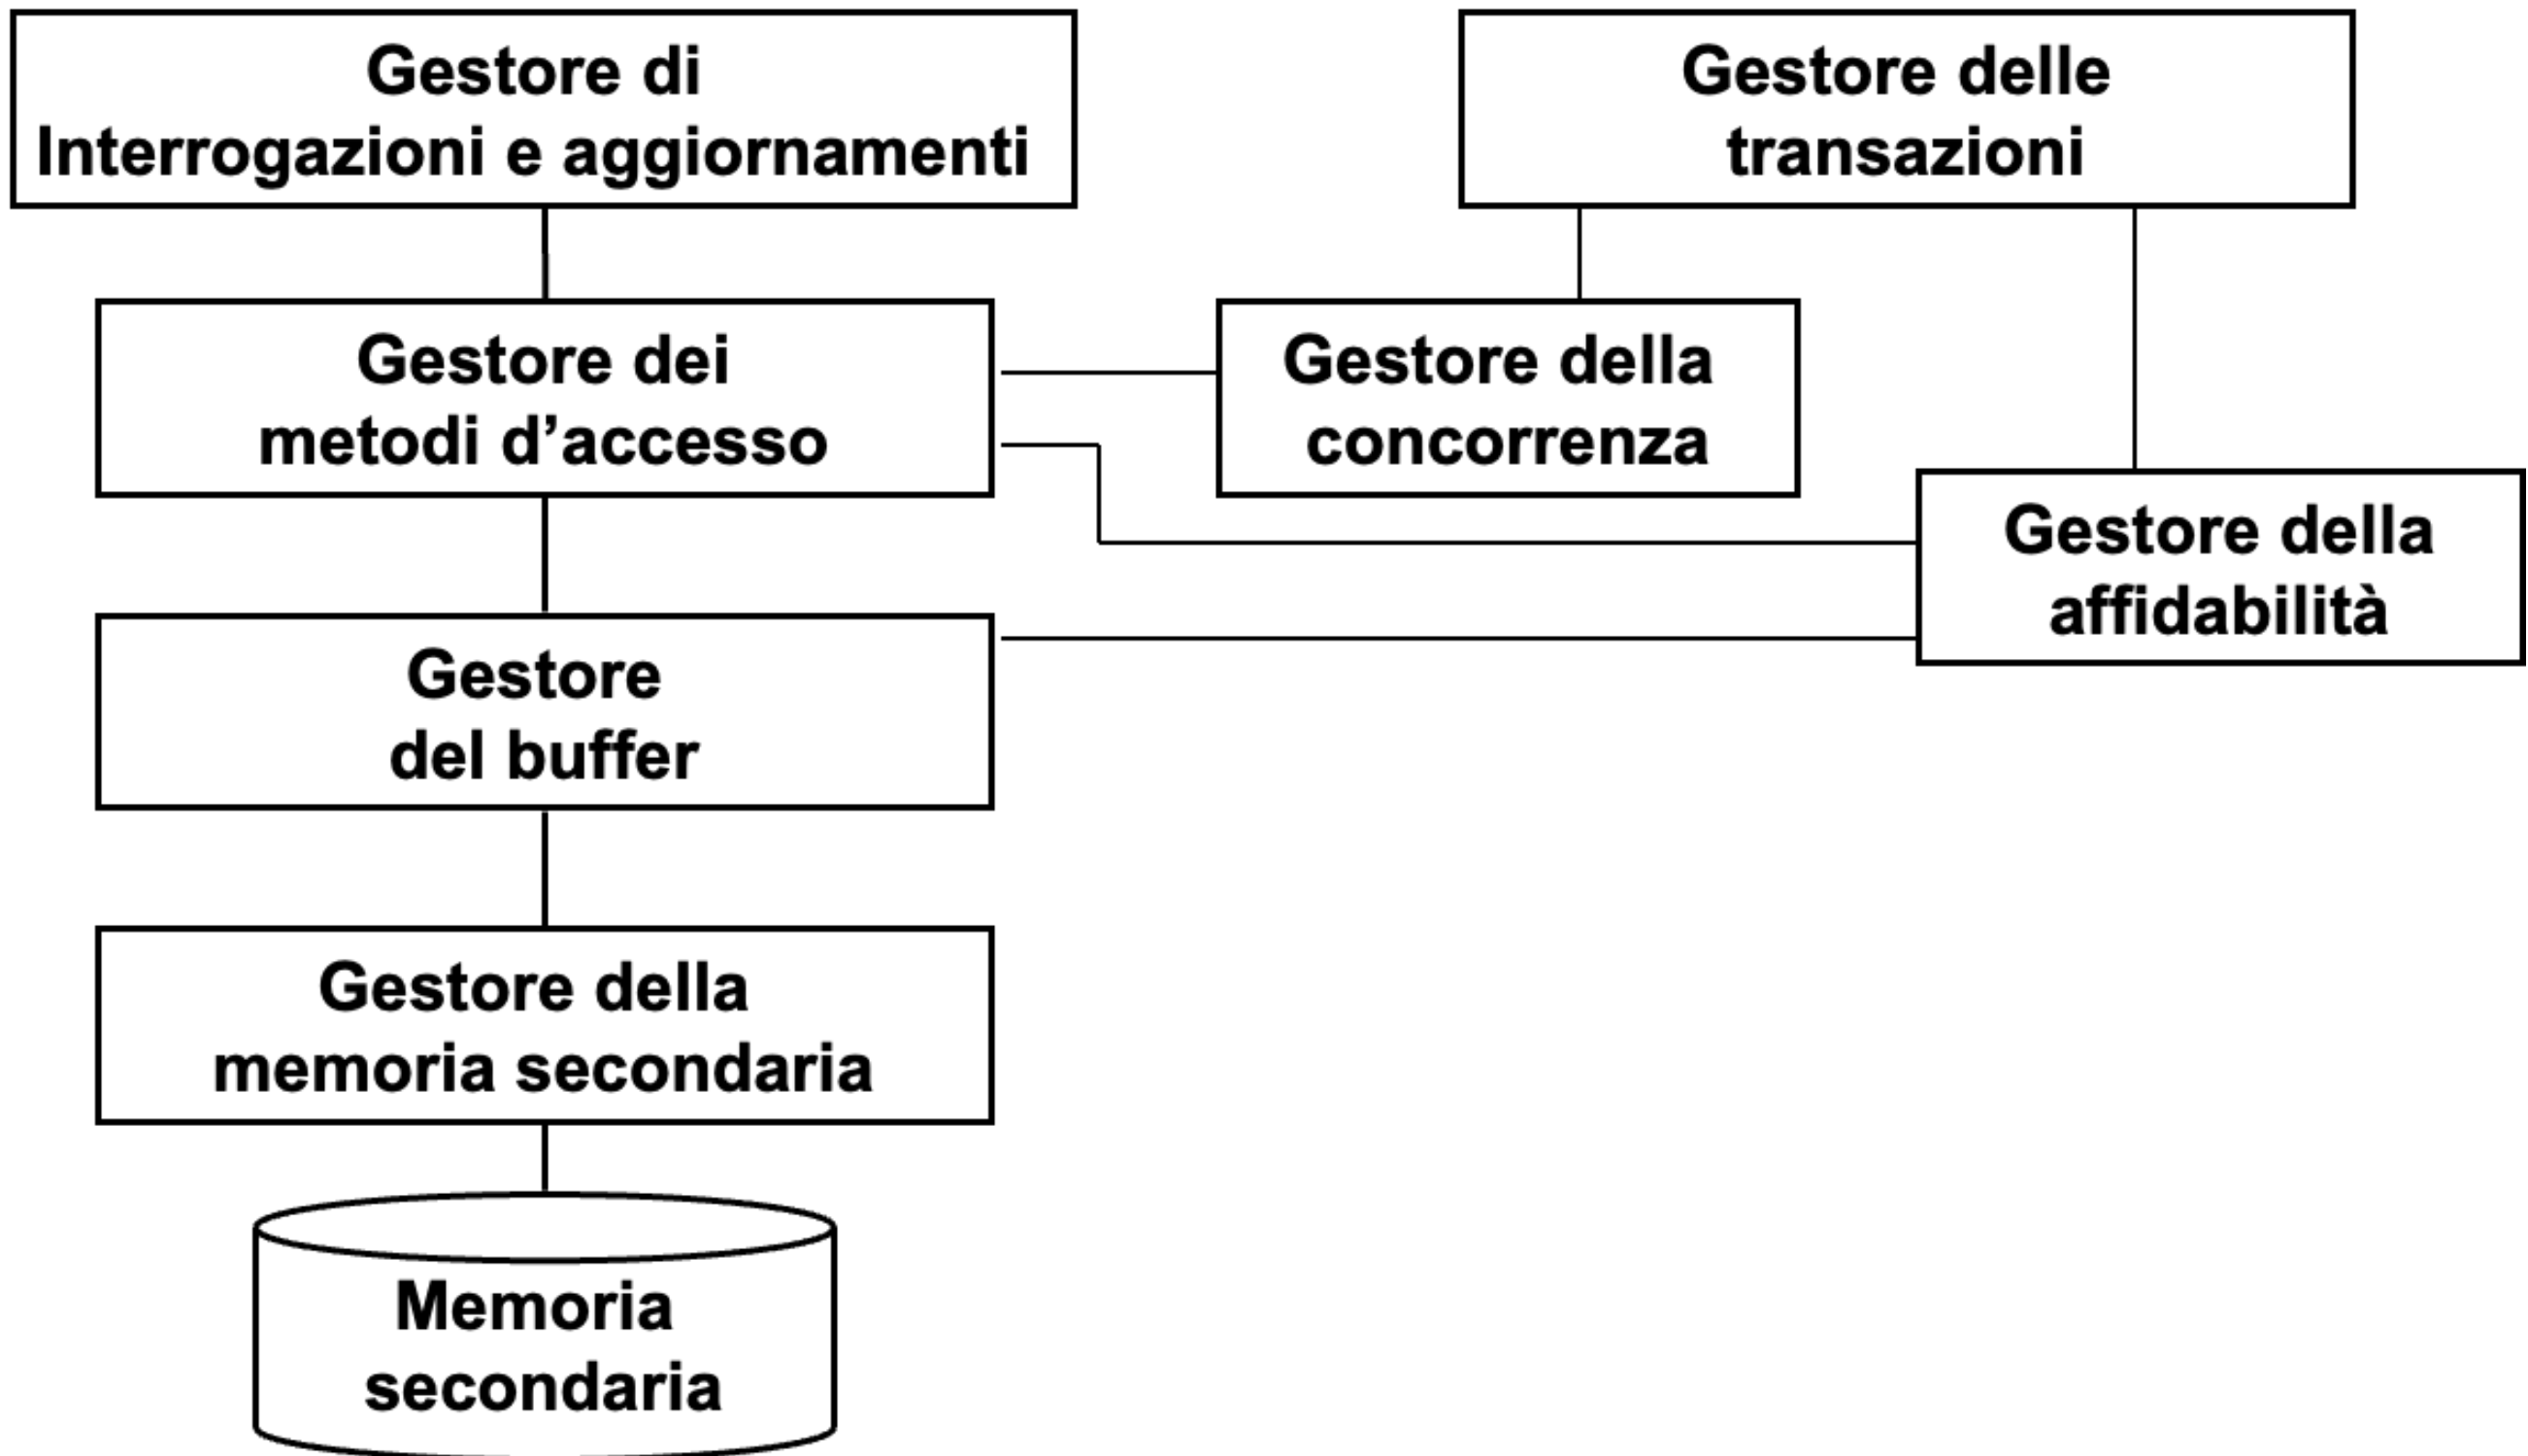 Gestore di
Interrogazioni e aggiornamenti
Gestore delle
transazioni
Gestore dei
metodi d’accesso
Gestore della
concorrenza
Gestore della
affidabilità
Gestore
del buffer
Gestore della
memoria secondaria
Memoria
secondaria